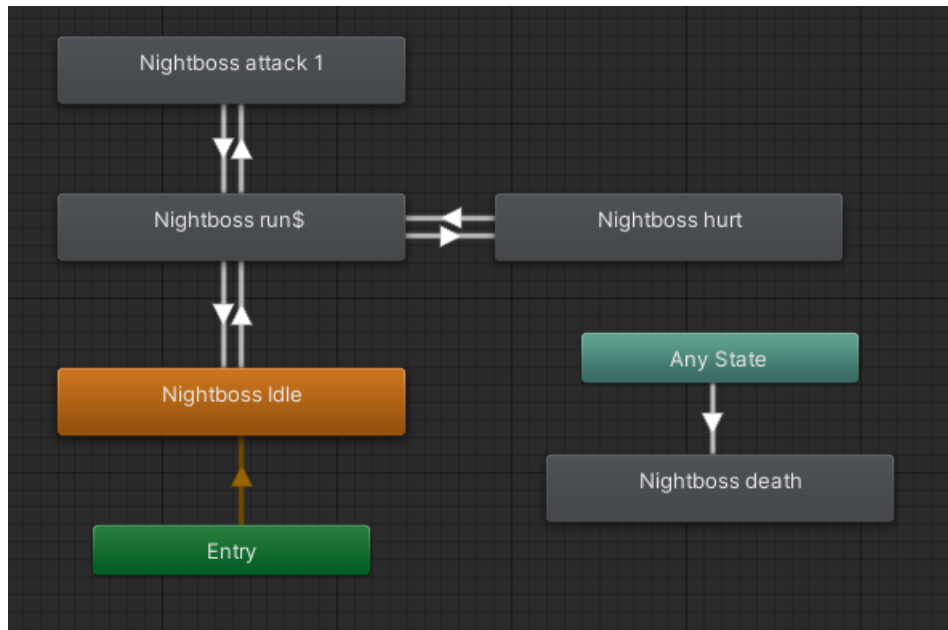 Nightboss attack 1
Nightboss run$
Nightboss hurt
Any State
Nightboss Idle
Nightboss death
Entry